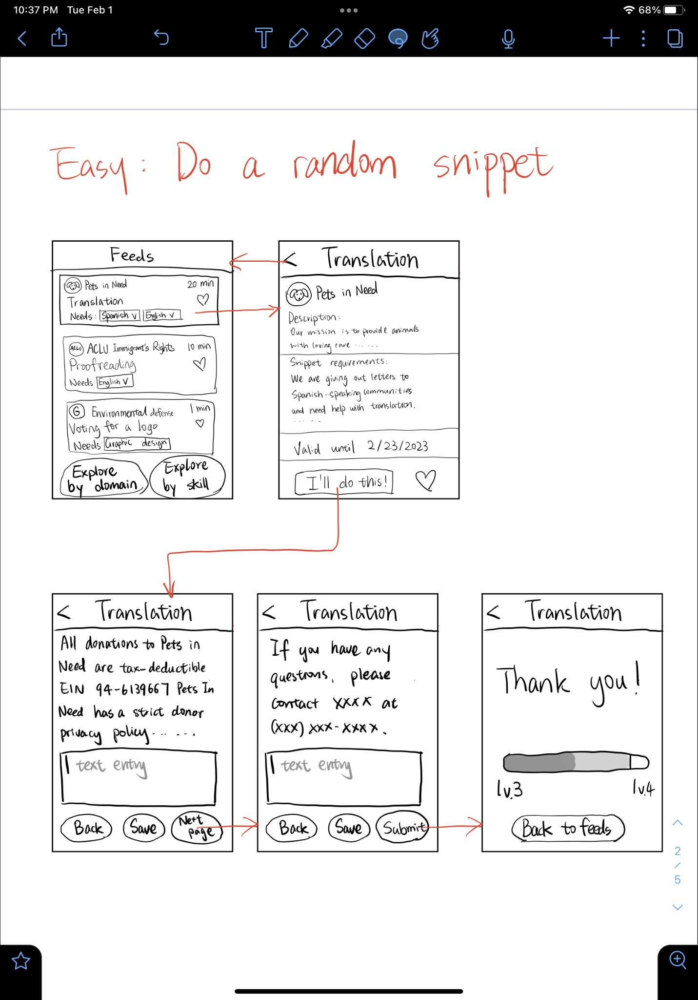 10:37 PM Tue Feb 1
68%
Easy: Do a random snippet
Feeds
Pets in Need 20 min
Translation
Needs: Spanish V English V
ACLU ACLU Immigrant's Rights 10 min
Proofreading
Needs: English V
G Environmental defense 1 min
Voting for a logo
Needs: Graphic design
Explore
by domain
Explore
by skill
< Translation
Pets in Need
Description:
Our mission is to provide animals
with loving care ... ...
Snippet requirements:
We are giving out letters to
Spanish-speaking communities
and need help with translation.
... ...
Valid until 2/23/2023
I'll do this!
< Translation
All donations to Pets in
Need are tax-deductible
EIN 94-6139667 Pets In
Need has a strict donor
privacy policy ... ...
text entry
Back Save Next
page
< Translation
If you have any
questions, please
contact XXXX at
(xxx) xxx-xxxx.
text entry
Back Save Submit
< Translation
Thank you!
lv.3 lv.4
Back to feeds
2
/
5